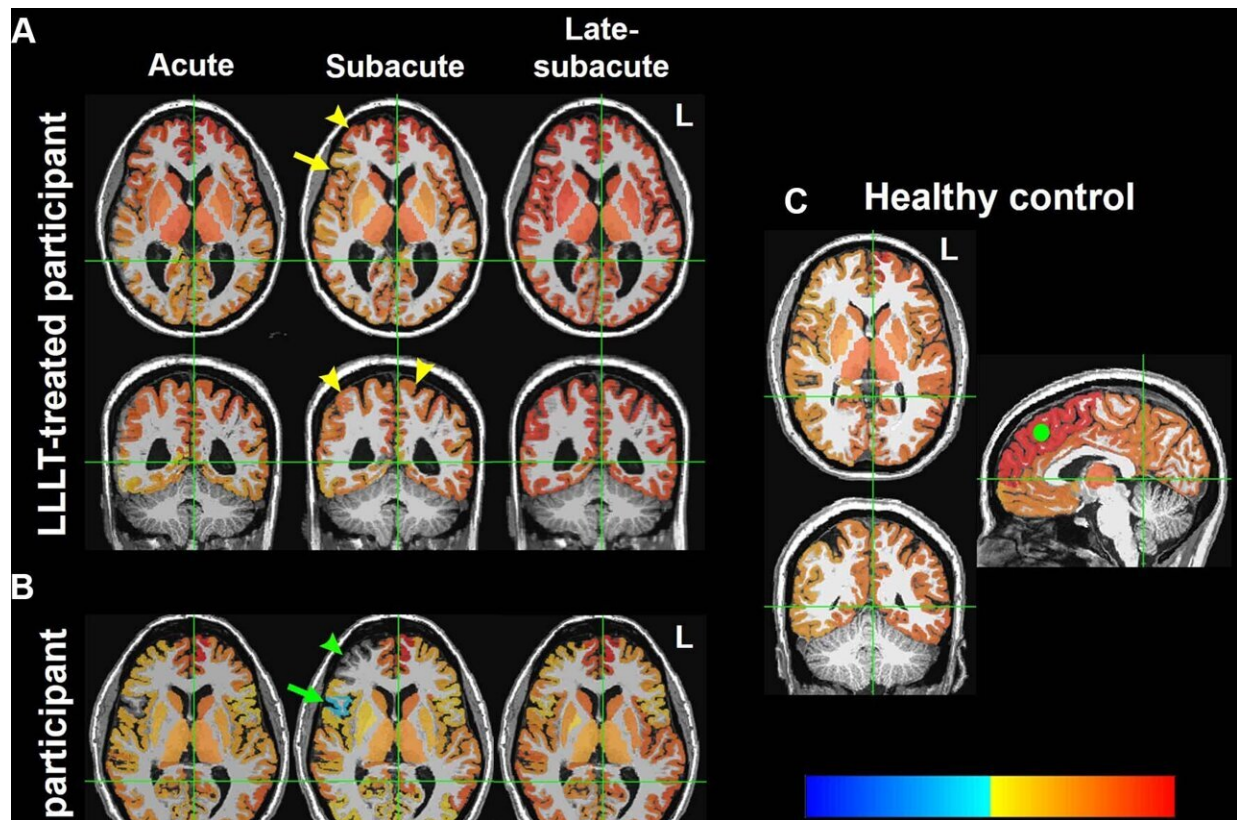 A
Acute
Subacute
Late-
subacute
L
LLLT-treated participant
B
participant
L
C
Healthy control
L